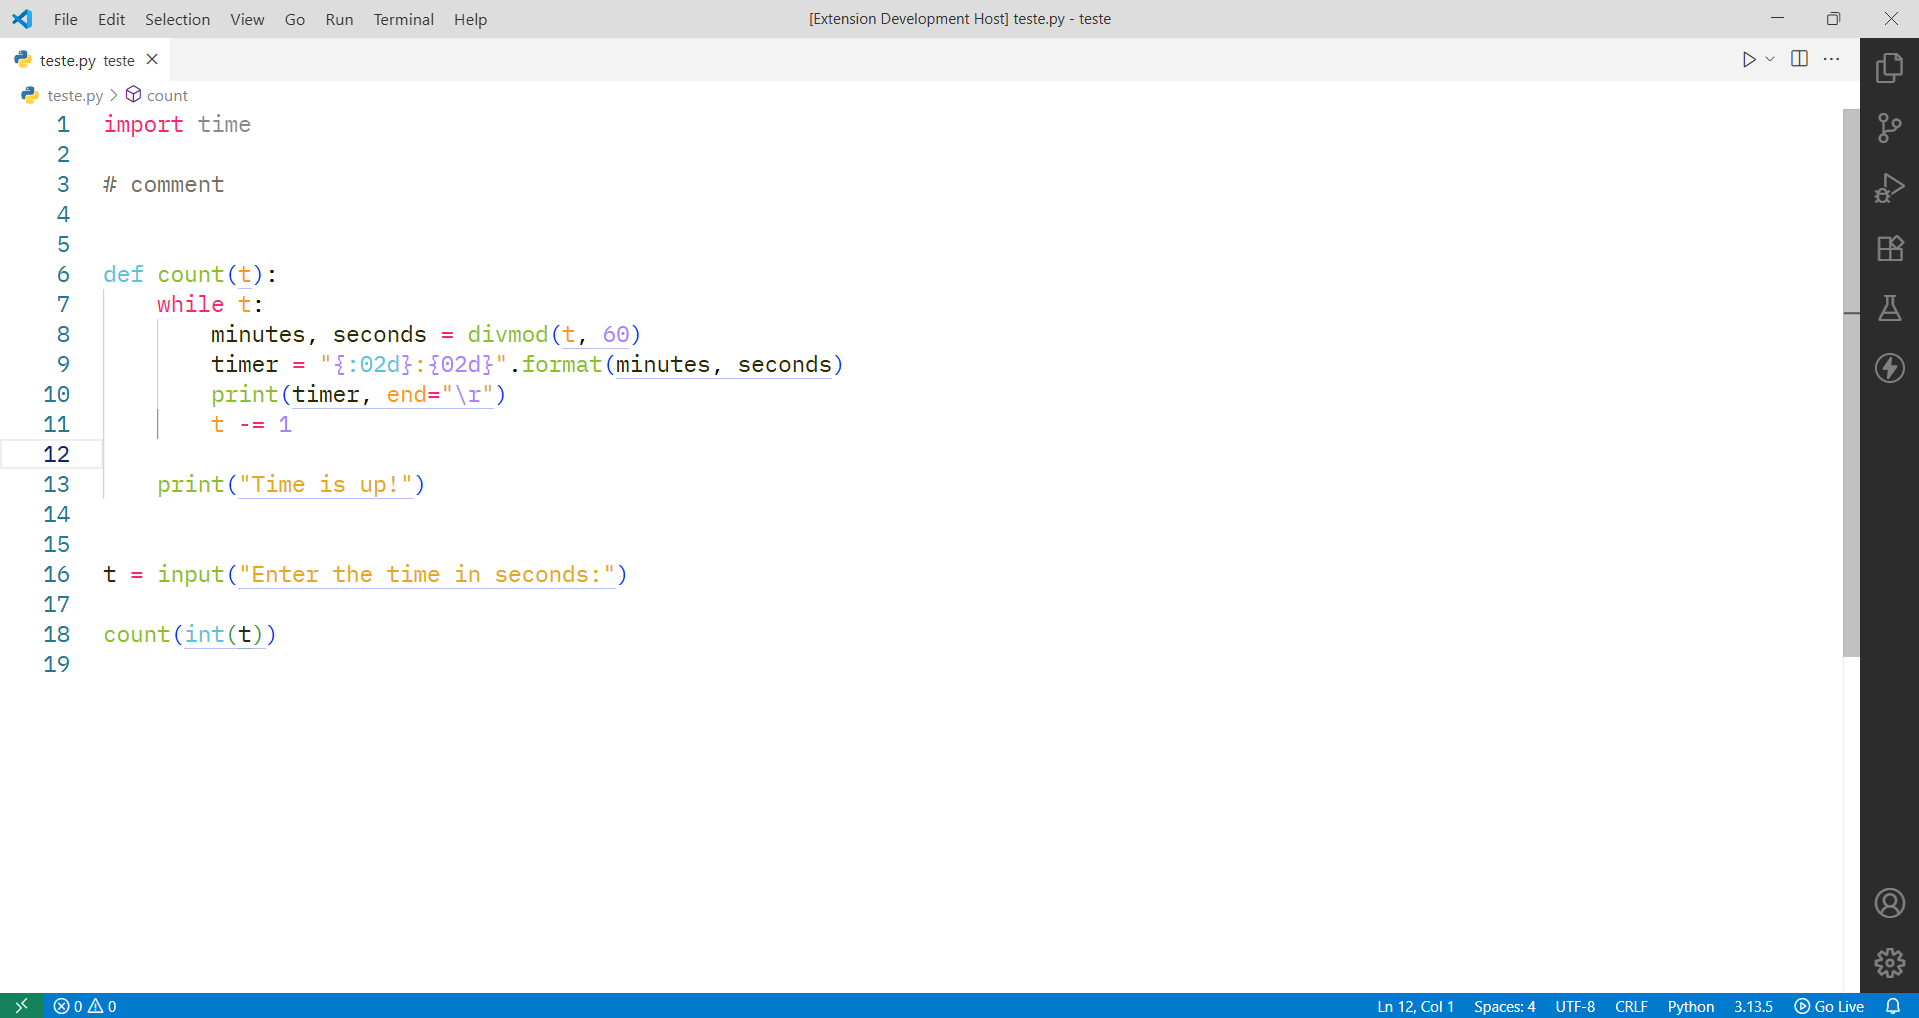 File Edit Selection View Go Run Terminal Help [Extension Development Host] teste.py - teste
teste.py teste
teste.py > count
1 import time
2
3 # comment
4
5
6 def count(t):
7     while t:
8         minutes, seconds = divmod(t, 60)
9         timer = "{:02d}:{02d}".format(minutes, seconds)
10         print(timer, end="\r")
11         t -= 1
12
13     print("Time is up!")
14
15
16 t = input("Enter the time in seconds:")
17
18 count(int(t))
19
0 0 Ln 12, Col 1 Spaces: 4 UTF-8 CRLF Python 3.13.5 Go Live